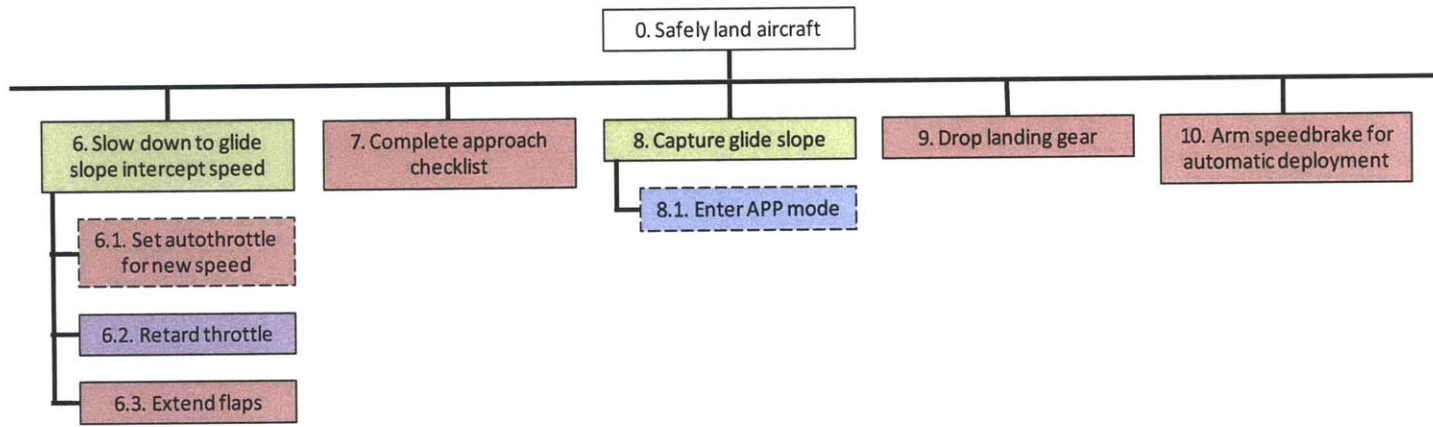 0. Safely land aircraft
6. Slow down to glide
slope intercept speed
7. Complete approach
checklist
8. Capture glide slope
9. Drop landing gear
10. Arm speedbrake for
automatic deployment
6.1. Set autothrottle
for new speed
6.2. Retard throttle
6.3. Extend flaps
8.1. Enter APP mode